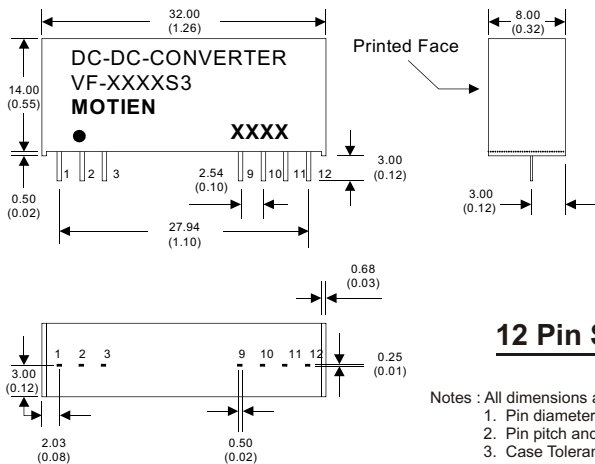 32.00
(1.26)
8.00
(0.32)
DC-DC-CONVERTER
VF-XXXXS3
MOTIEN
XXXX
Printed Face
14.00
(0.55)
1 2 3 9 10 11 12
2.54
(0.10)
3.00
(0.12)
0.50
(0.02)
3.00
(0.12)
27.94
(1.10)
0.68
(0.03)
1 2 3 9 10 11 12
3.00
(0.12)
0.25
(0.01)
2.03
(0.08)
0.50
(0.02)
12 Pin
Notes : All dimensions
1. Pin diameter
2. Pin pitch and
3. Case